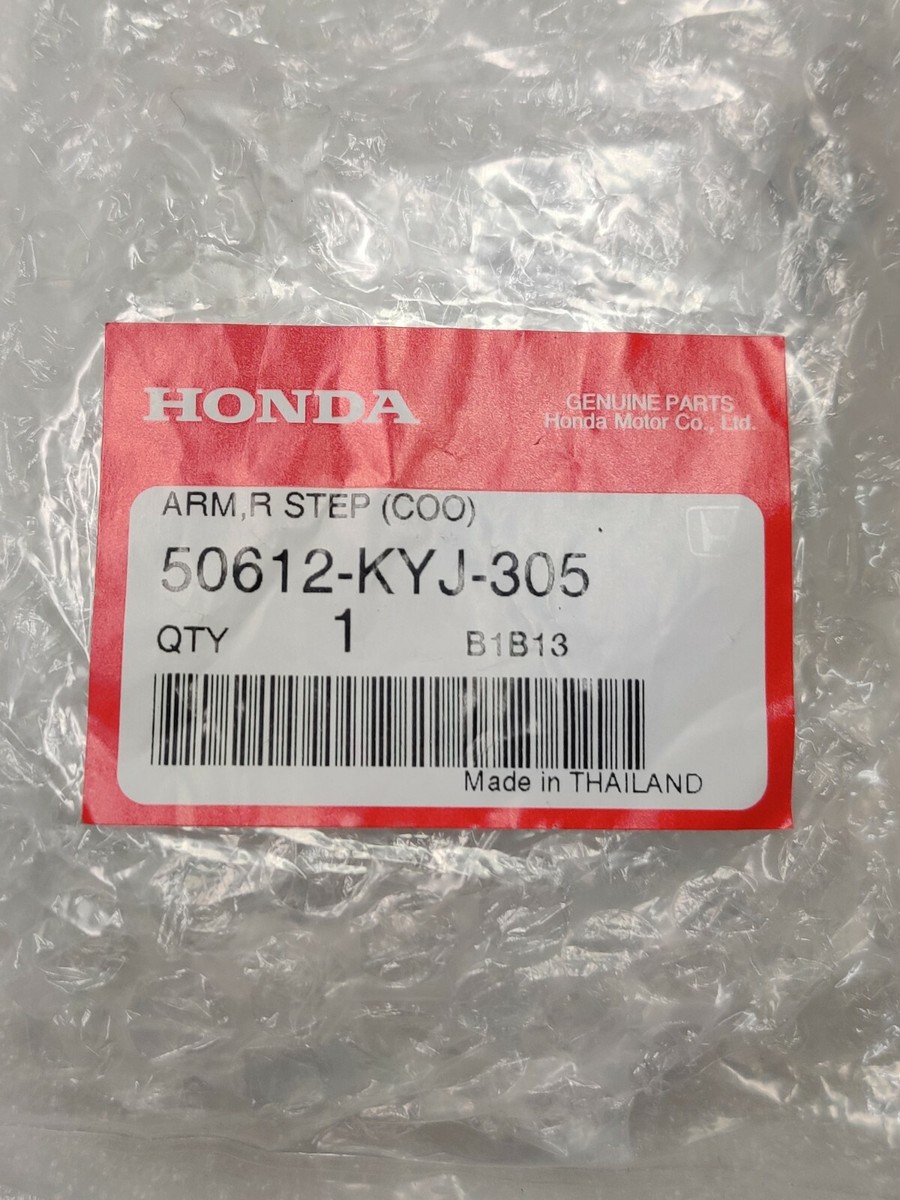 HONDA
GENUINE PARTS
Honda Motor Co., Ltd.
ARM,R STEP (COO)
50612-KYJ-305
QTY 1 B1B13
Made in THAILAND